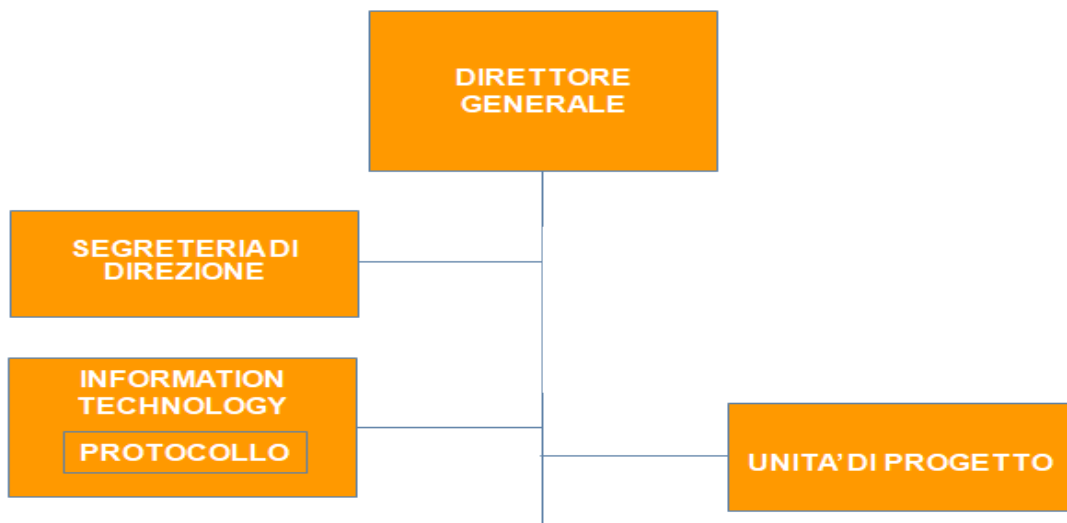 DIRETTORE
GENERALE
SEGRETERIA DI
DIREZIONE
INFORMATION
TECHNOLOGY
PROTOCOLLO
UNITA' DI PROGETTO